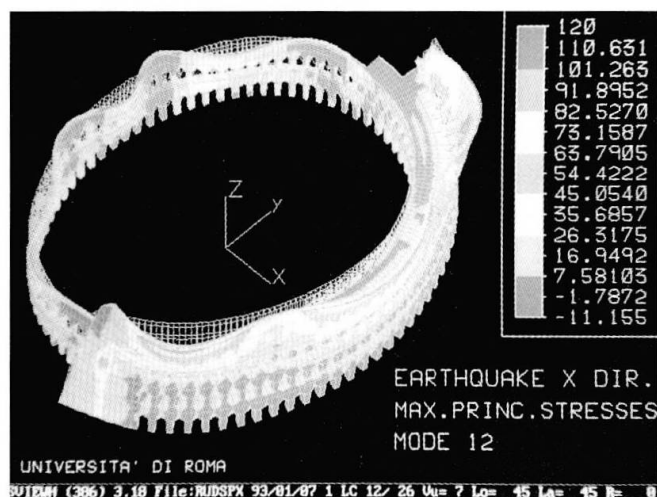 120
110.631
101.263
91.8952
82.5270
73.1587
63.7905
54.4222
45.0540
35.6857
26.3175
16.9492
7.58103
-1.7872
-11.155
Z
y
X
EARTHQUAKE X DIR.
MAX.PRINC.STRESSES
MODE 12
UNIVERSITA' DI ROMA
SVIEWH (386) 3.18 File:RUDSPX 93/01/07 1 LC 12/ 26 Vu= 7 Lo= 45 La= 45 R= 0